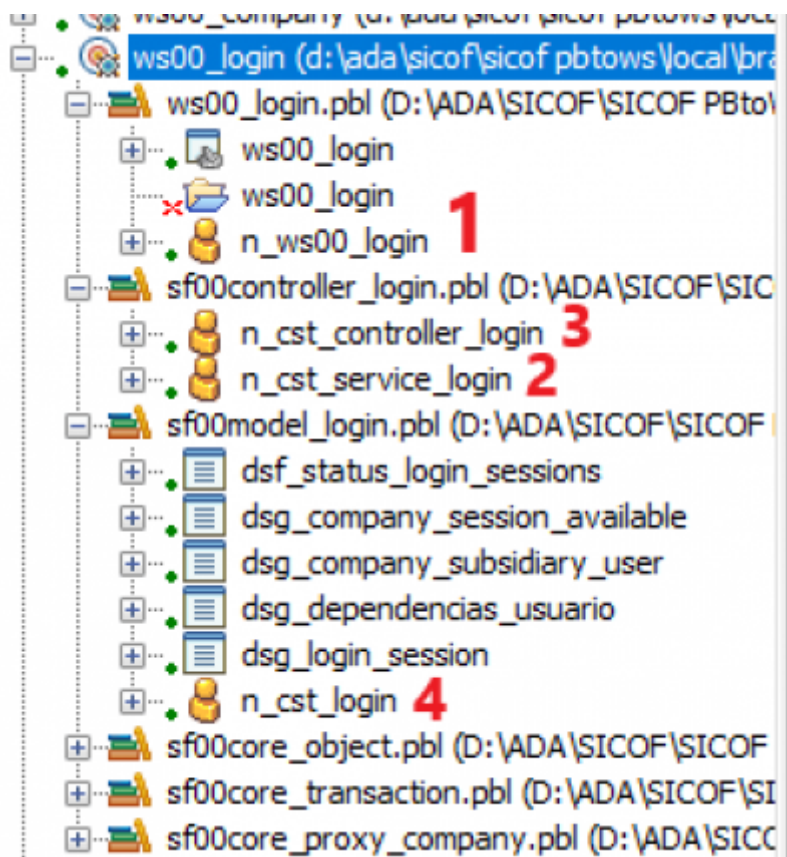 ws00_company (d:\ada\sicof\sicof pbtows\loca
ws00_login (d:\ada\sicof\sicof pbtows\local\bra
ws00_login.pbl (D:\ADA\SICOF\SICOF PBto\
ws00_login
ws00_login
n_ws00_login 1
sf00controller_login.pbl (D:\ADA\SICOF\SIC
n_cst_controller_login 3
n_cst_service_login 2
sf00model_login.pbl (D:\ADA\SICOF\SICOF
dsf_status_login_sessions
dsg_company_session_available
dsg_company_subsidiary_user
dsg_dependencias_usuario
dsg_login_session
n_cst_login 4
sf00core_object.pbl (D:\ADA\SICOF\SICOF
sf00core_transaction.pbl (D:\ADA\SICOF\SI
sf00core_proxy_company.pbl (D:\ADA\SICO